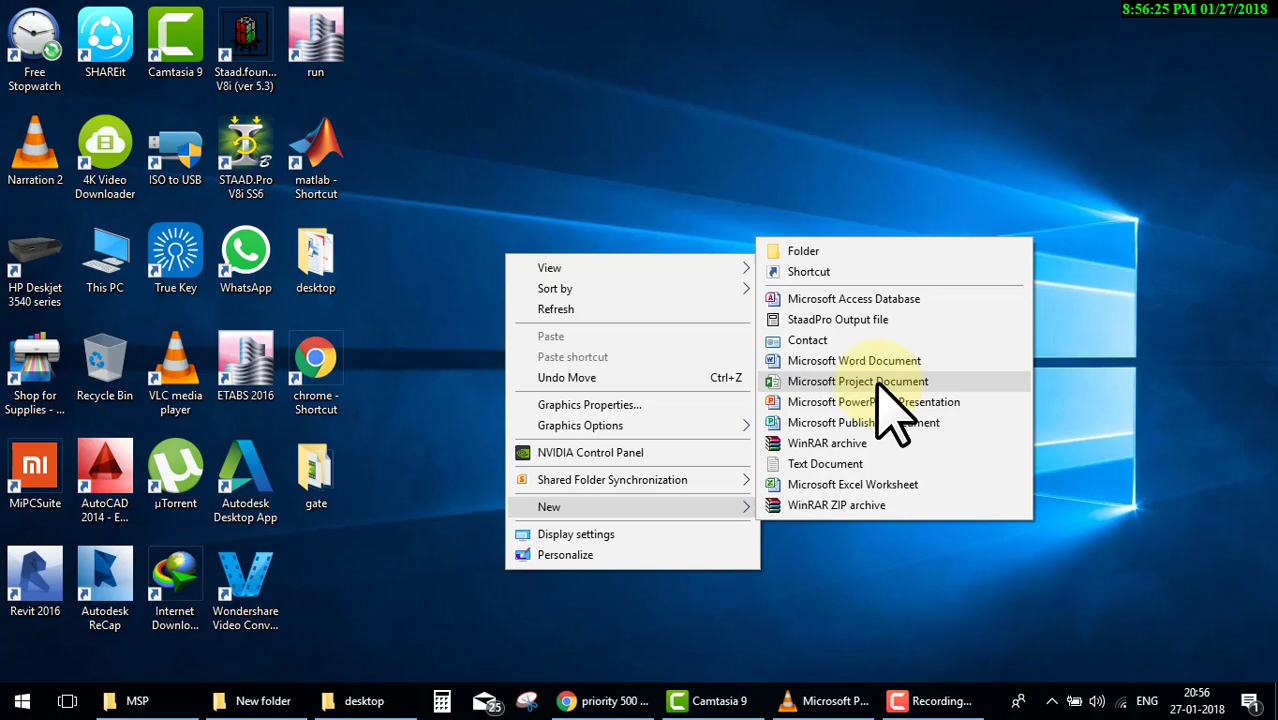 8:56:25 PM 01/27/2018
Free Stopwatch
SHAREit
Camtasia 9
Staad.foun... V8i (ver 5.3)
run
Narration 2
4K Video Downloader
ISO to USB
STAAD.Pro V8i SS6
matlab - Shortcut
HP Deskjet 3540 series
This PC
True Key
WhatsApp
desktop
Shop for Supplies - ...
Recycle Bin
VLC media player
ETABS 2016
chrome - Shortcut
MiPCSuite
AutoCAD 2014 - E...
µTorrent
Autodesk Desktop App
gate
Revit 2016
Autodesk ReCap
Internet Downlo...
Wondershare Video Conv...
View
Sort by
Refresh
Paste
Paste shortcut
Undo Move Ctrl+Z
Graphics Properties...
Graphics Options
NVIDIA Control Panel
Shared Folder Synchronization
New
Display settings
Personalize
Folder
Shortcut
Microsoft Access Database
StaadPro Output file
Contact
Microsoft Word Document
Microsoft Project Document
Microsoft PowerPoint Presentation
Microsoft Publisher Document
WinRAR archive
Text Document
Microsoft Excel Worksheet
WinRAR ZIP archive
MSP
New folder
desktop
25
priority 500 ...
Camtasia 9
Microsoft P...
Recording...
ENG
20:56
27-01-2018
1